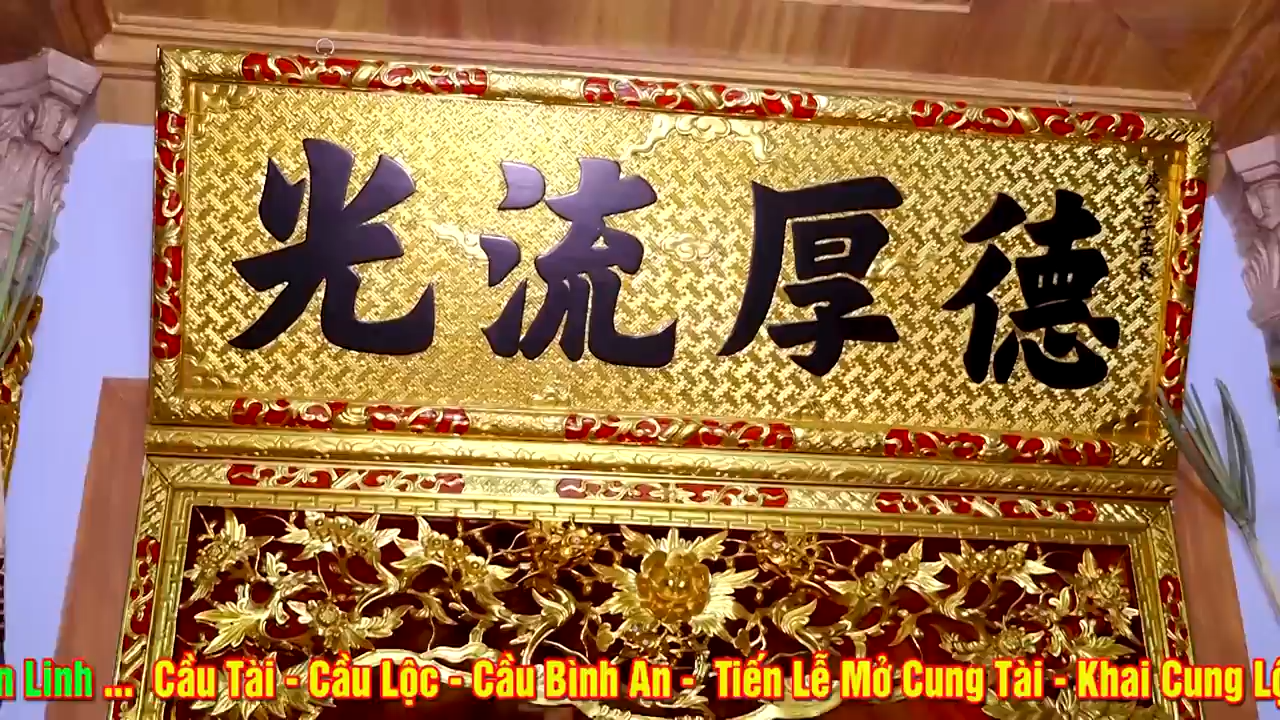 德厚流光
n Linh ... Cầu Tài - Cầu Lộc - Cầu Bình An - Tiến Lễ Mở Cung Tài - Khai Cung Lộ